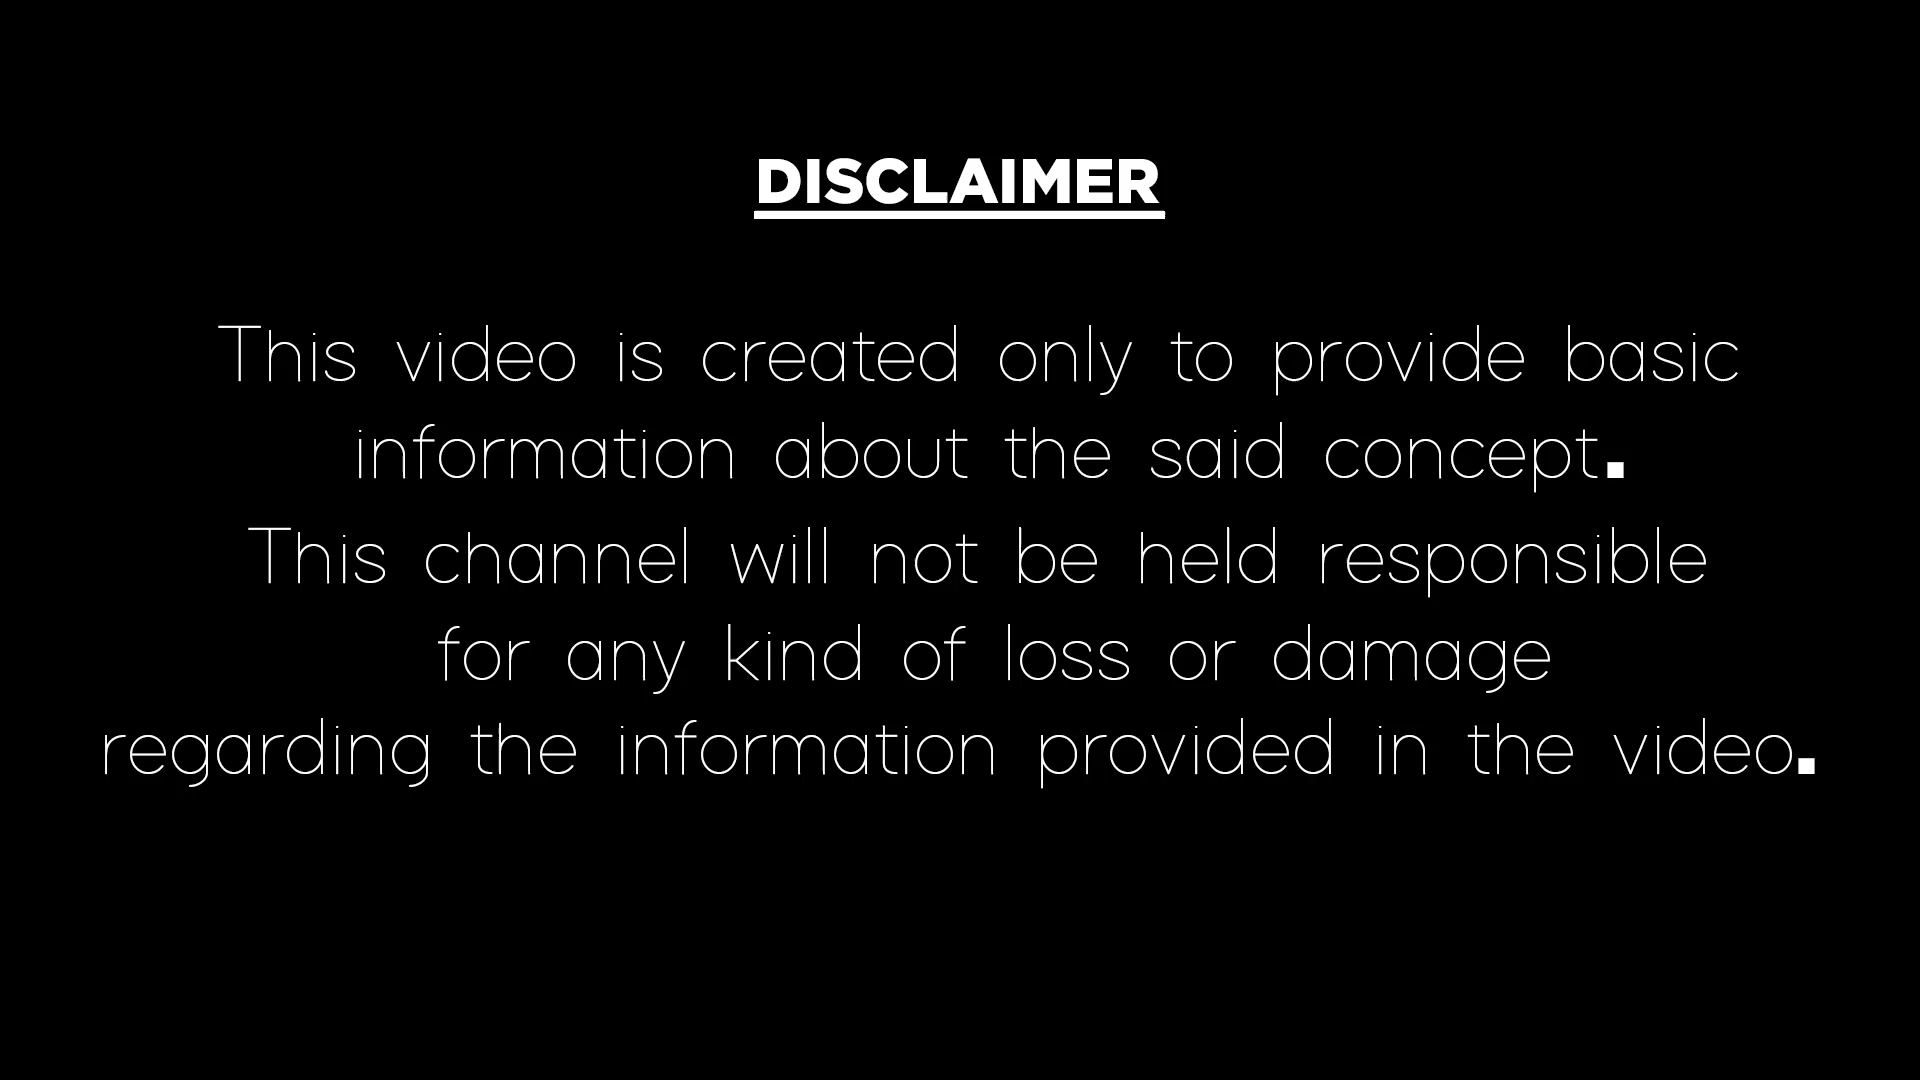 DISCLAIMER
This video is created only to provide basic
information about the said concept.
This channel will not be held responsible
for any kind of loss or damage
regarding the information provided in the video.